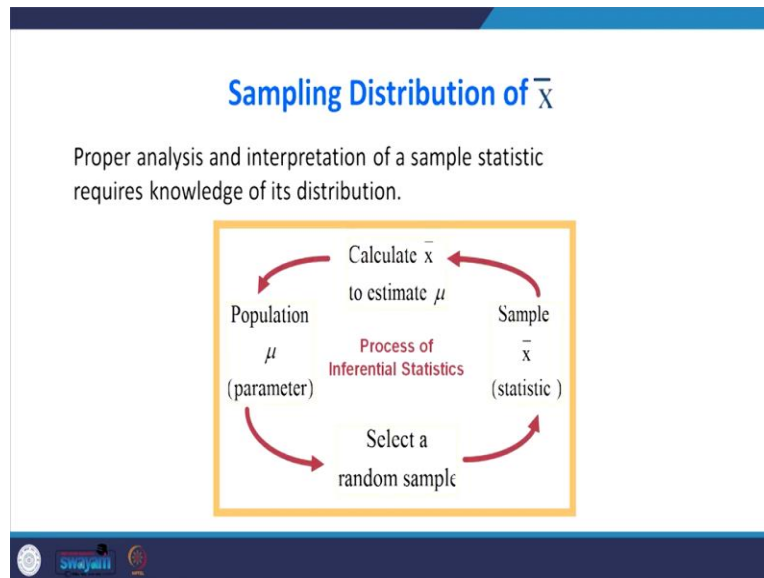 Sampling Distribution of x̄
Proper analysis and interpretation of a sample statistic
requires knowledge of its distribution.
Calculate x̄
to estimate μ
Population
μ
(parameter)
Process of
Inferential Statistics
Sample
x̄
(statistic )
Select a
random sample
swayam